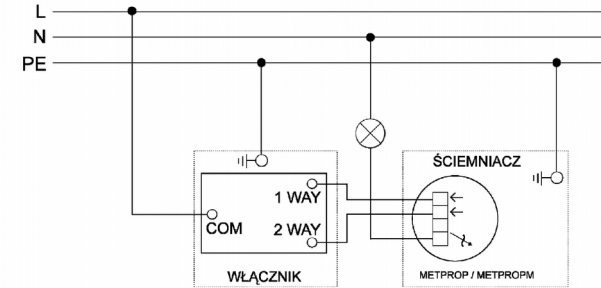 L
N
PE
ŚCIEMNIACZ
1 WAY
COM
2 WAY
WŁĄCZNIK
METPROP / METPROPM